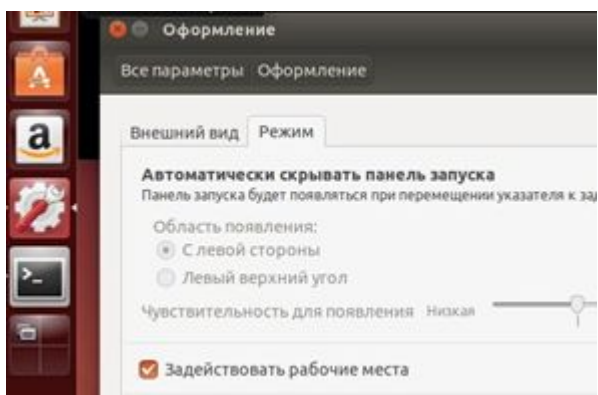 Оформление
Все параметры Оформление
Внешний вид Режим
Автоматически скрывать панель запуска
Панель запуска будет появляться при перемещении указателя к
Область появления:
С левой стороны
Левый верхний угол
Чувствительность для появления Низкая
Задействовать рабочие места